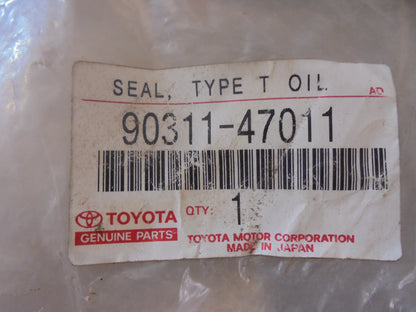 SEAL, TYPE T OIL
AD
90311-47011
TOYOTA QTY: 1
GENUINE PARTS TOYOTA MOTOR CORPORATION
MADE IN JAPAN